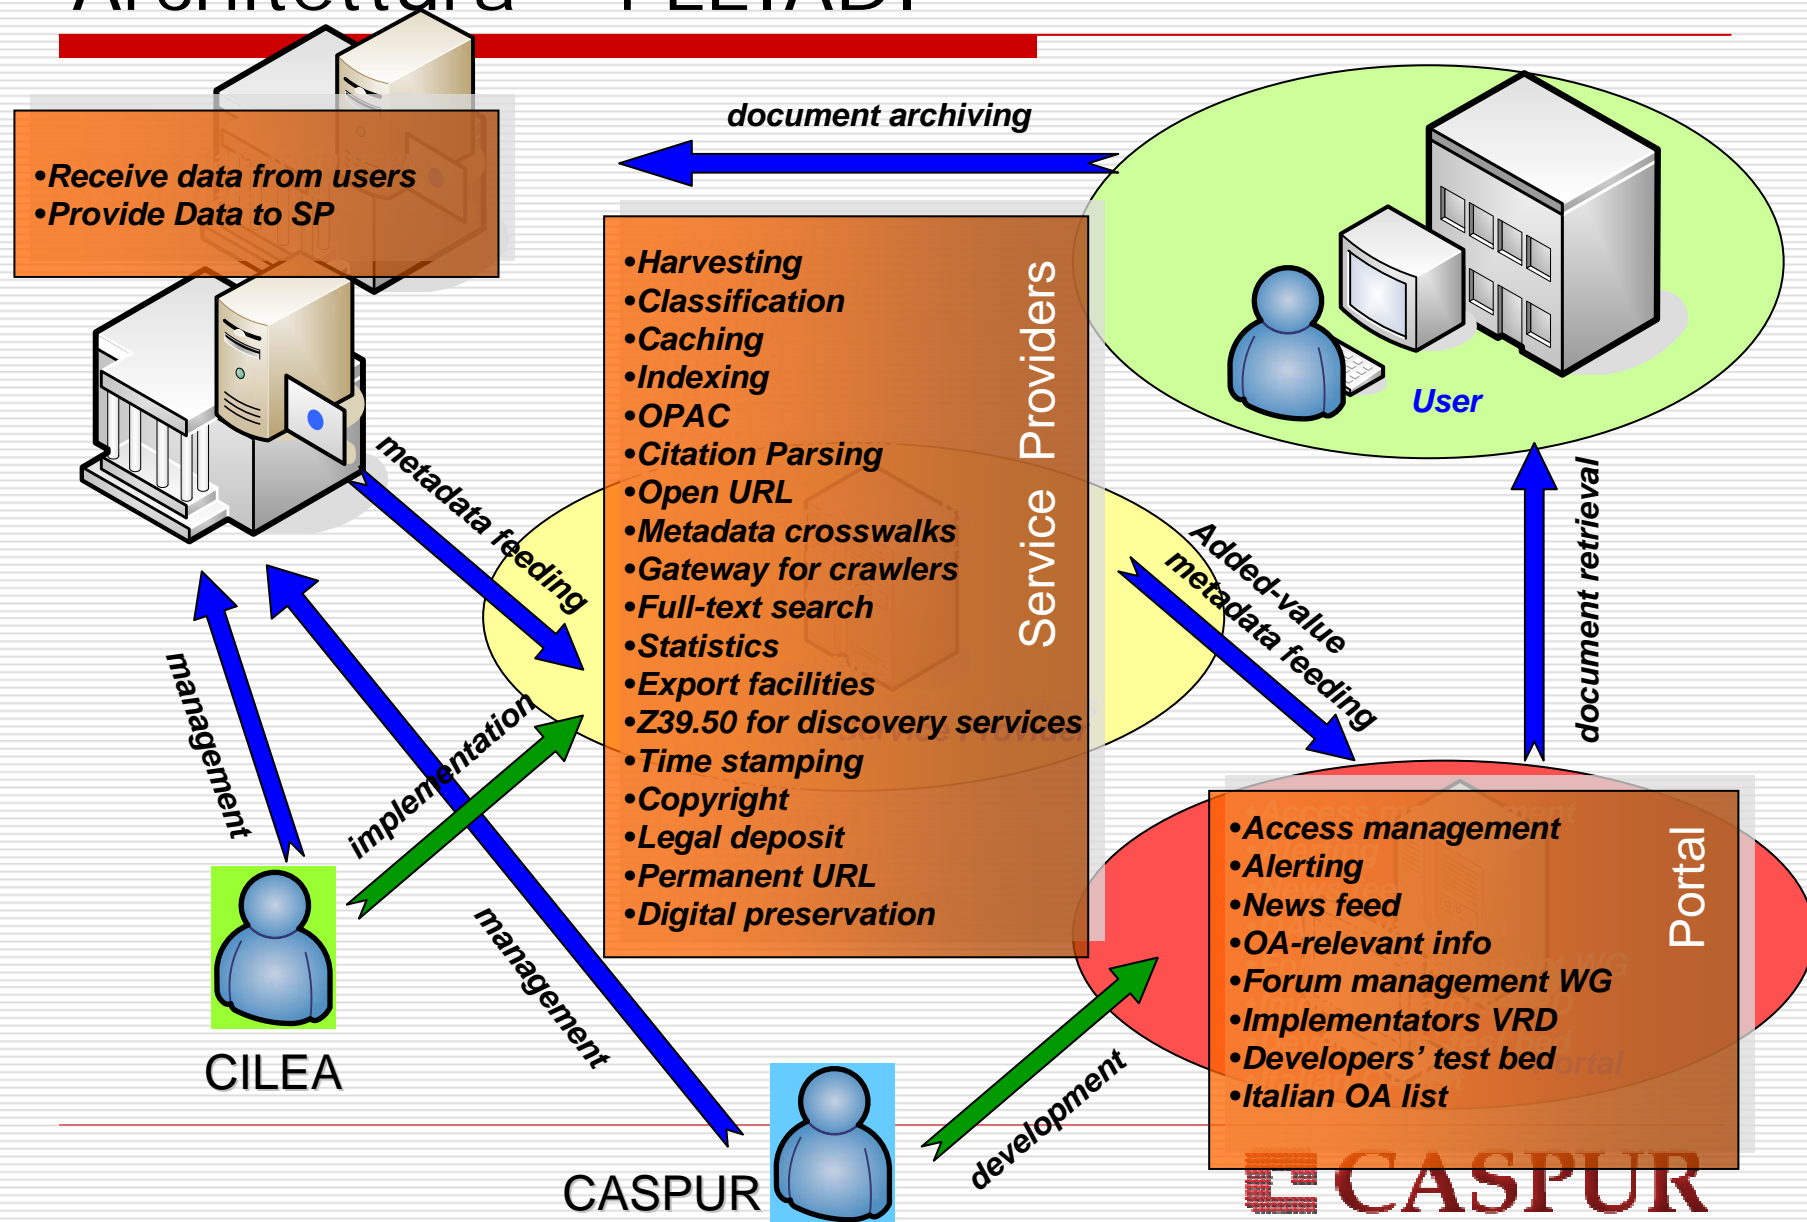 Architettura PLEIADI
document archiving
•Receive data from users
•Provide Data to SP
•Harvesting
•Classification
•Caching
•Indexing
•OPAC
•Citation Parsing
•Open URL
•Metadata crosswalks
•Gateway for crawlers
•Full-text search
•Statistics
•Export facilities
•Z39.50 for discovery services
•Time stamping
•Copyright
•Legal deposit
•Permanent URL
•Digital preservation
Service Providers
User
metadata feeding
Added-value
metadata feeding
document retrieval
management
implementation
management
development
•Access management
•Alerting
•News feed
•OA-relevant info
•Forum management WG
•Implementators VRD
•Developers’ test bed
•Italian OA list
Portal
CILEA
CASPUR
CASPUR